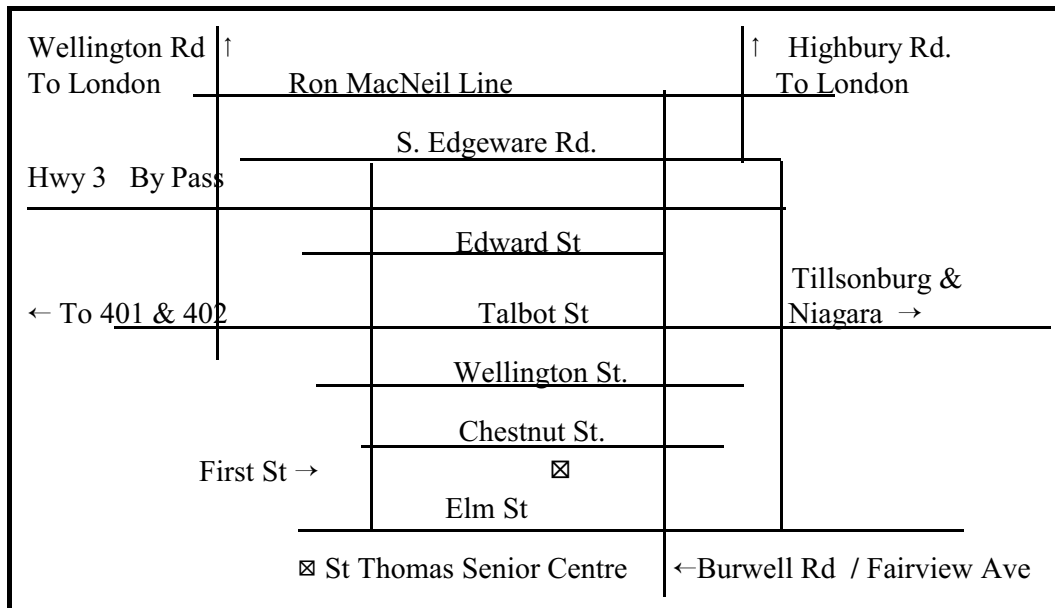 Wellington Rd ↑ ↑ Highbury Rd.
To London Ron MacNeil Line To London
S. Edgeware Rd.
Hwy 3 By Pass
Edward St
Tillsonburg &
← To 401 & 402 Talbot St Niagara →
Wellington St.
Chestnut St.
First St → ☒
Elm St
☒ St Thomas Senior Centre ←Burwell Rd / Fairview Ave